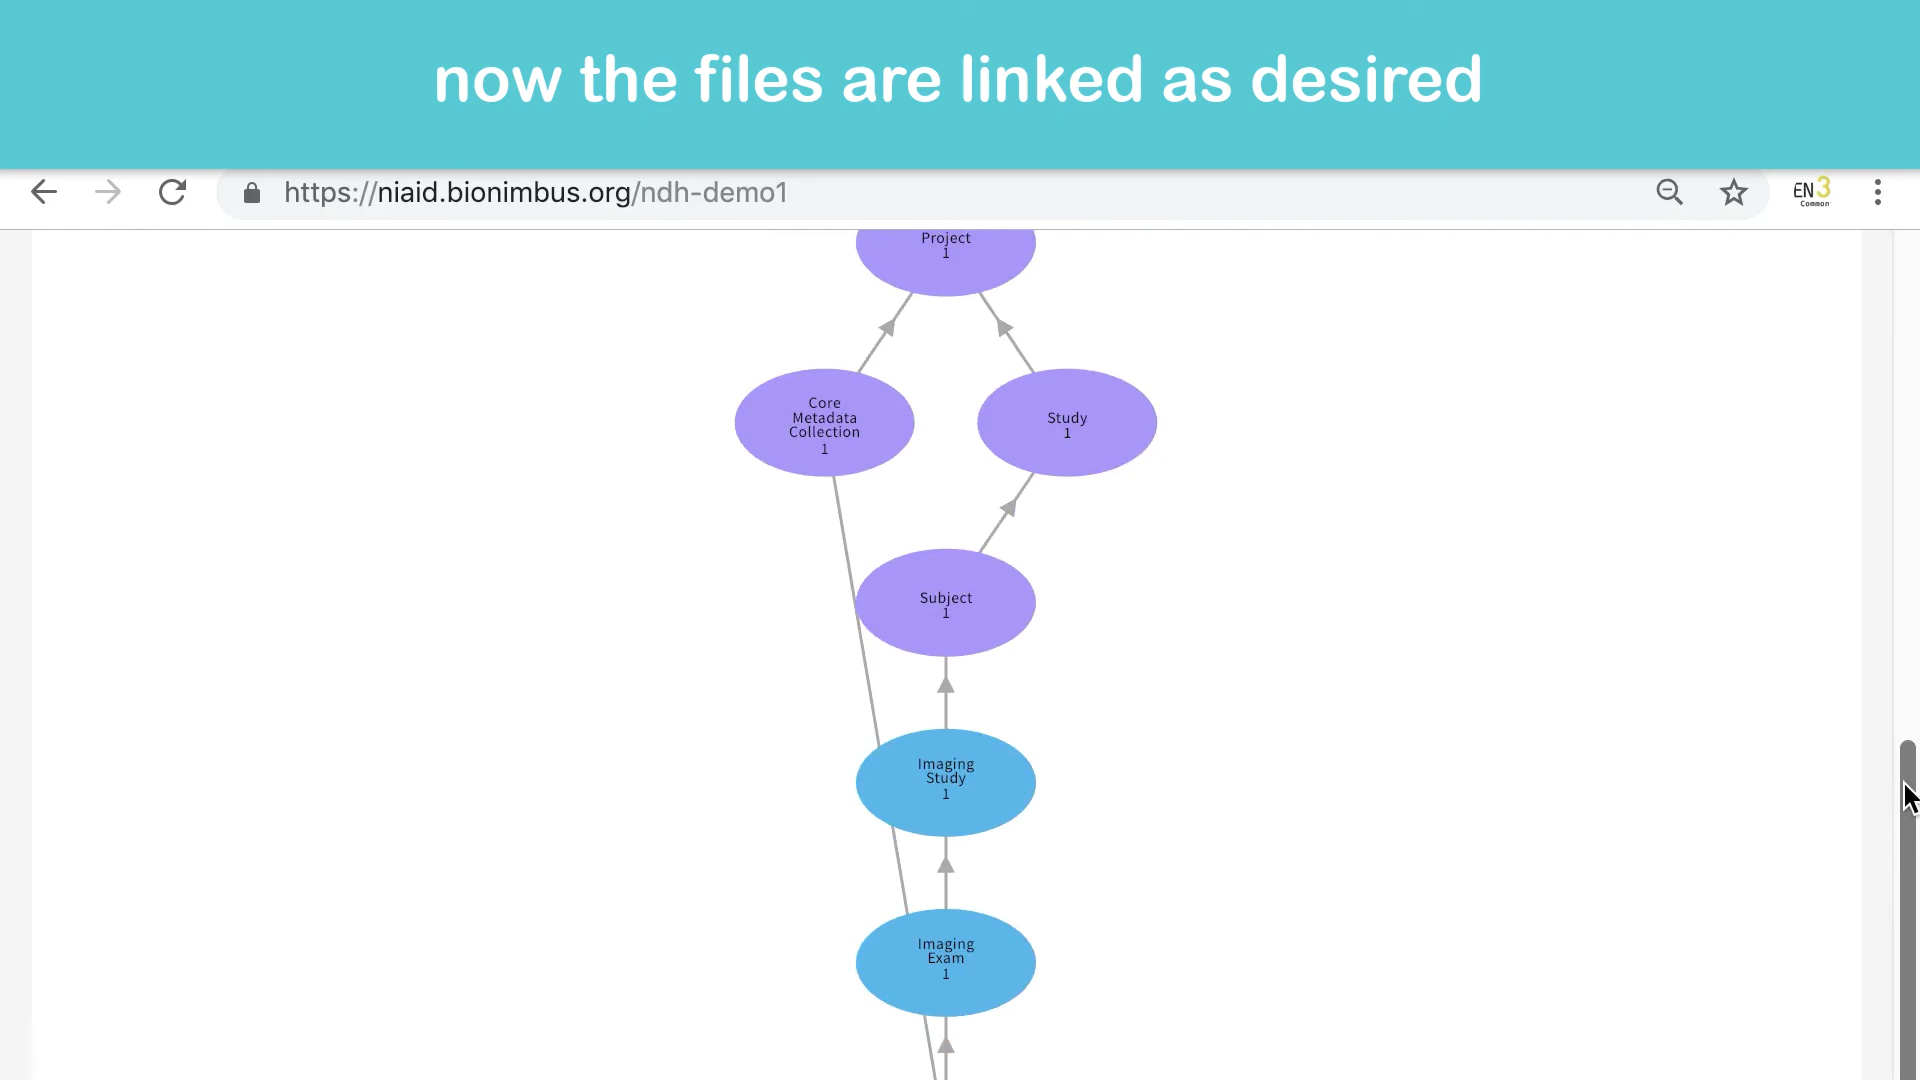 now the files are linked as desired
https://niaid.bionimbus.org/ndh-demo1
EN3
Common
Project
1
Core
Metadata
Collection
1
Study
1
Subject
1
Imaging
Study
1
Imaging
Exam
1